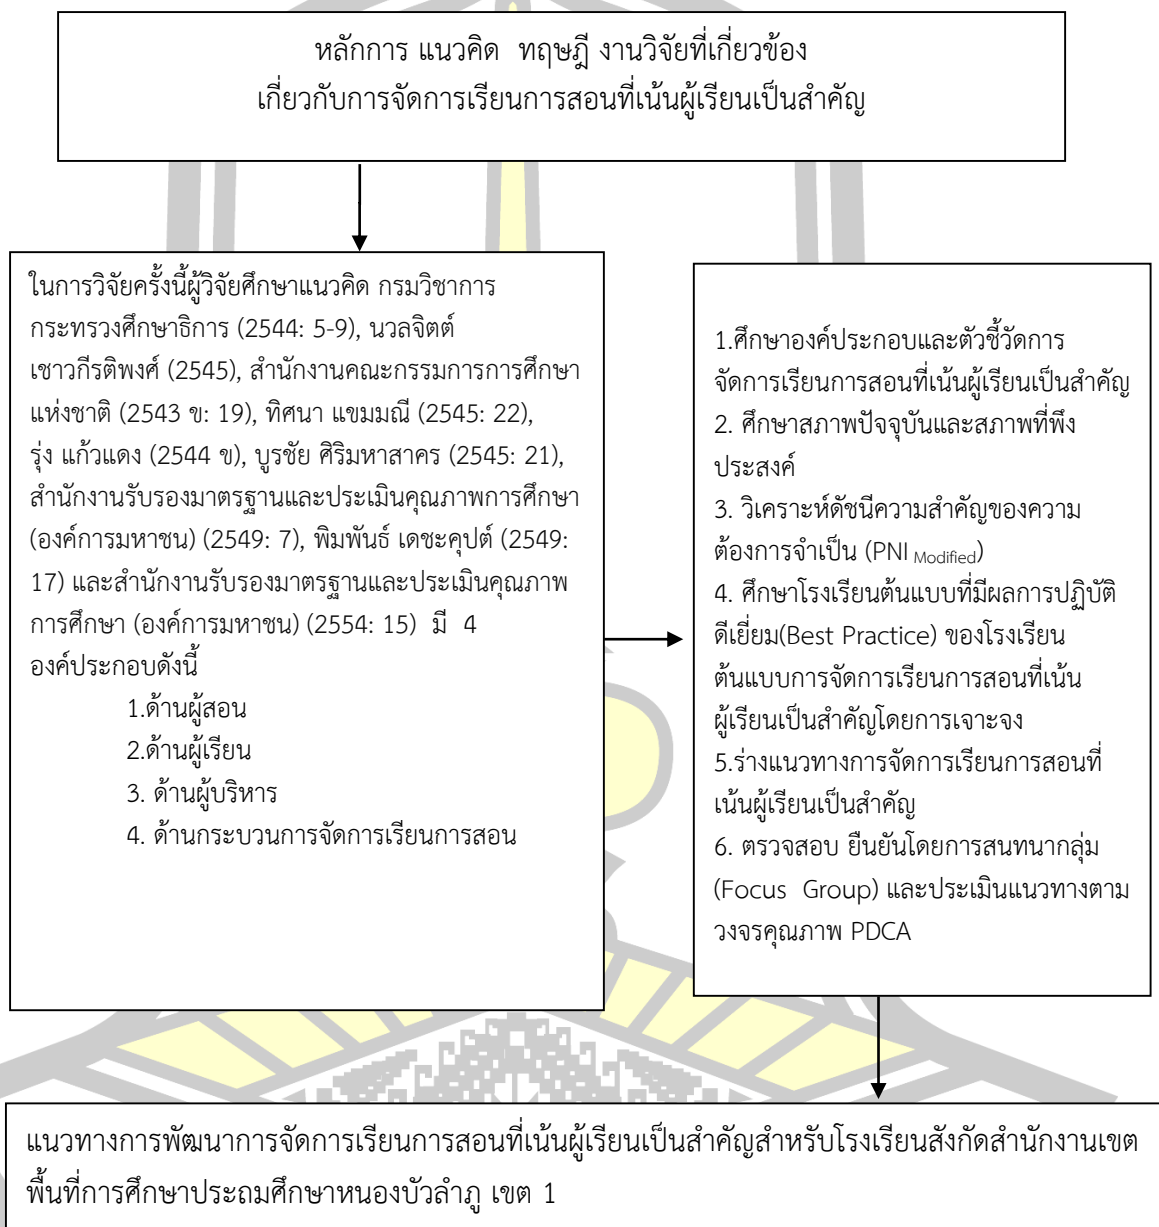 หลักการ แนวคิด ทฤษฎี งานวิจัยที่เกี่ยวข้อง
เกี่ยวกับการจัดการเรียนการสอนที่เน้นผู้เรียนเป็นสำคัญ
ในการวิจัยครั้งนี้ผู้วิจัยศึกษาแนวคิด กรมวิชาการ
กระทรวงศึกษาธิการ (2544: 5-9), นวลจิตต์
เชาวกีรติพงศ์ (2545), สำนักงานคณะกรรมการการศึกษา
แห่งชาติ (2543 ข: 19), ทิศนา แขมมณี (2545: 22),
รุ่ง แก้วแดง (2544 ข), บูรชัย ศิริมหาสาคร (2545: 21),
สำนักงานรับรองมาตรฐานและประเมินคุณภาพการศึกษา
(องค์การมหาชน) (2549: 7), พิมพันธ์ เดชะคุปต์ (2549:
17) และสำนักงานรับรองมาตรฐานและประเมินคุณภาพ
การศึกษา (องค์การมหาชน) (2554: 15) มี 4
องค์ประกอบดังนี้
1.ด้านผู้สอน
2.ด้านผู้เรียน
3. ด้านผู้บริหาร
4. ด้านกระบวนการจัดการเรียนการสอน
1.ศึกษาองค์ประกอบและตัวชี้วัดการ
จัดการเรียนการสอนที่เน้นผู้เรียนเป็นสำคัญ
2. ศึกษาสภาพปัจจุบันและสภาพที่พึง
ประสงค์
3. วิเคราะห์ดัชนีความสำคัญของความ
ต้องการจำเป็น (PNI Modified)
4. ศึกษาโรงเรียนต้นแบบที่มีผลการปฏิบัติ
ดีเยี่ยม(Best Practice) ของโรงเรียน
ต้นแบบการจัดการเรียนการสอนที่เน้น
ผู้เรียนเป็นสำคัญโดยการเจาะจง
5.ร่างแนวทางการจัดการเรียนการสอนที่
เน้นผู้เรียนเป็นสำคัญ
6. ตรวจสอบ ยืนยันโดยการสนทนากลุ่ม
(Focus Group) และประเมินแนวทางตาม
วงจรคุณภาพ PDCA
แนวทางการพัฒนาการจัดการเรียนการสอนที่เน้นผู้เรียนเป็นสำคัญสำหรับโรงเรียนสังกัดสำนักงานเขต
พื้นที่การศึกษาประถมศึกษาหนองบัวลำภู เขต 1